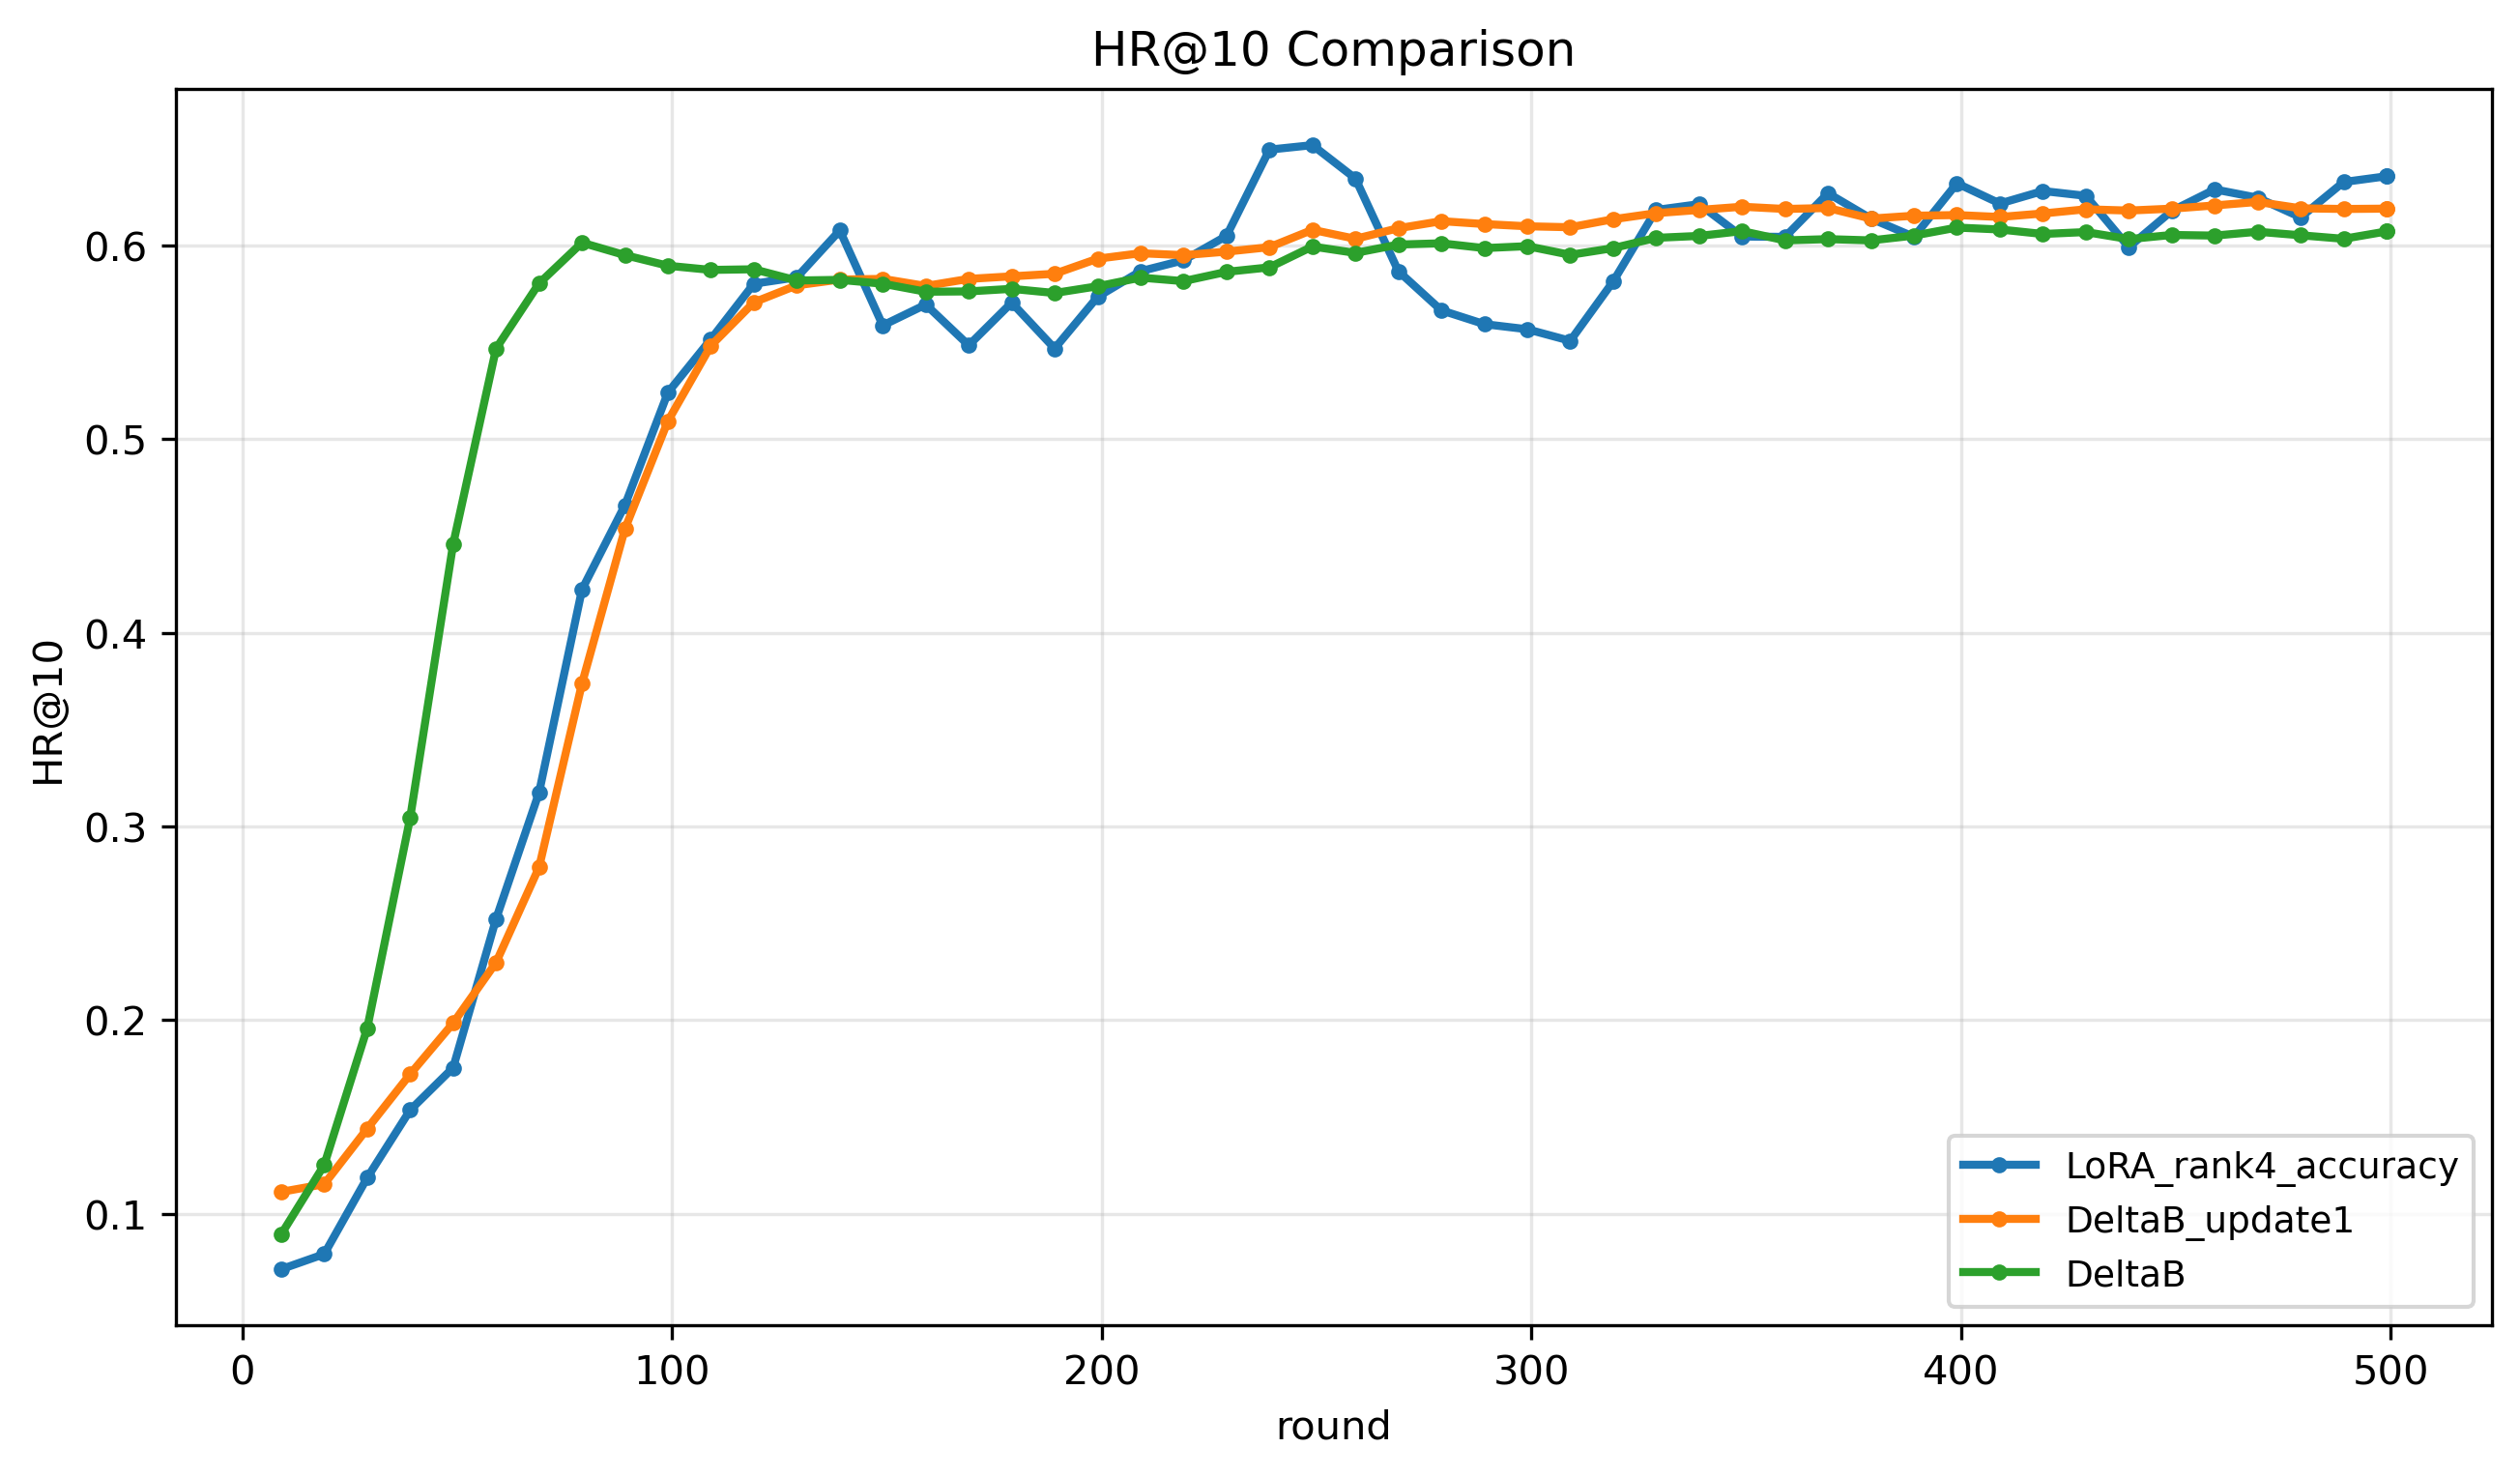 HR@10 Comparison
HR@10
0.6
0.5
0.4
0.3
0.2
0.1
0 100 200 300 400 500
round
LoRA_rank4_accuracy
DeltaB_update1
DeltaB